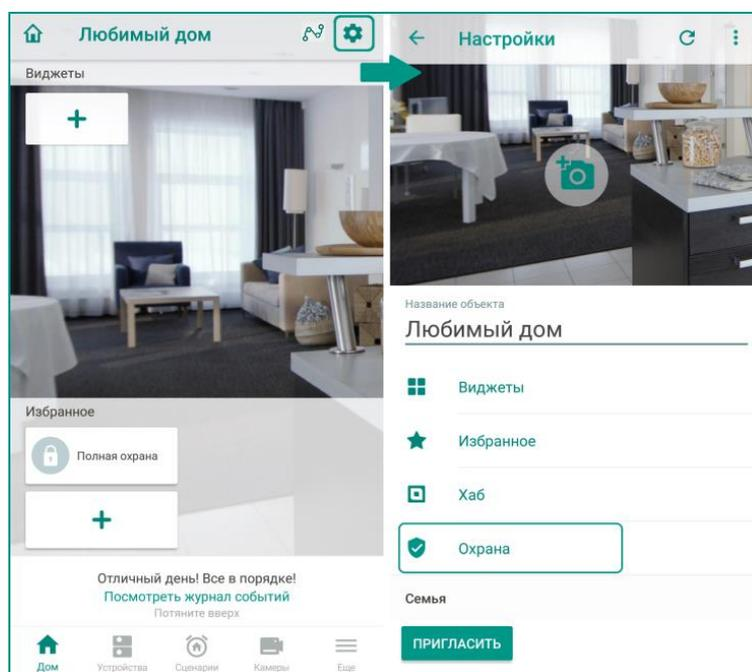 Любимый дом
Виджеты
Избранное
Полная охрана
Отличный день! Все в порядке!
Посмотреть журнал событий
Потяните вверх
Дом
Устройства
Сценарии
Камеры
Еще
Настройки
Название объекта
Любимый дом
Виджеты
Избранное
Хаб
Охрана
Семья
ПРИГЛАСИТЬ